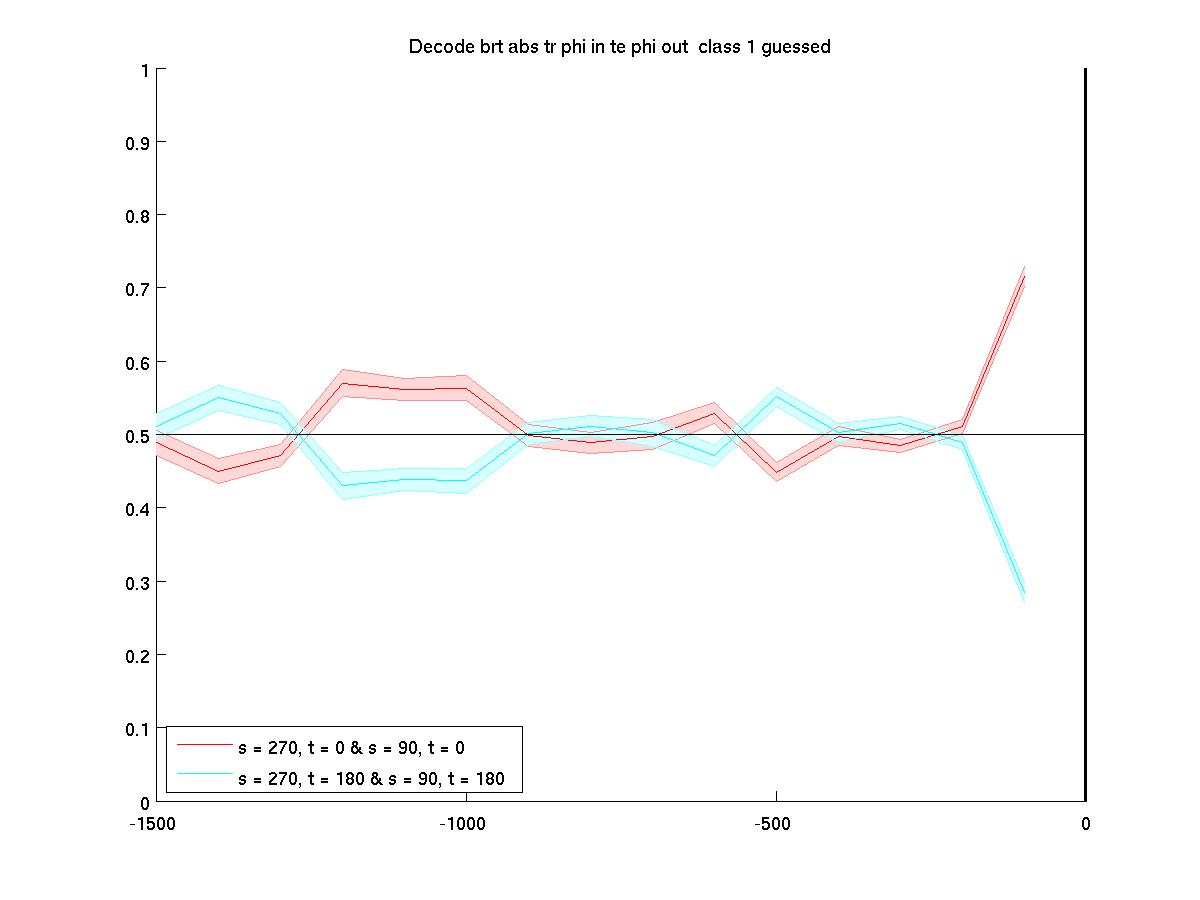 Decode brt abs tr phi in te phi out  class 1 guessed
1
0.9
0.8
0.7
0.6
0.5
0.4
0.3
0.2
0.1
0
s = 270, t = 0 & s = 90, t = 0
s = 270, t = 180 & s = 90, t = 180
-1500 -1000 -500 0